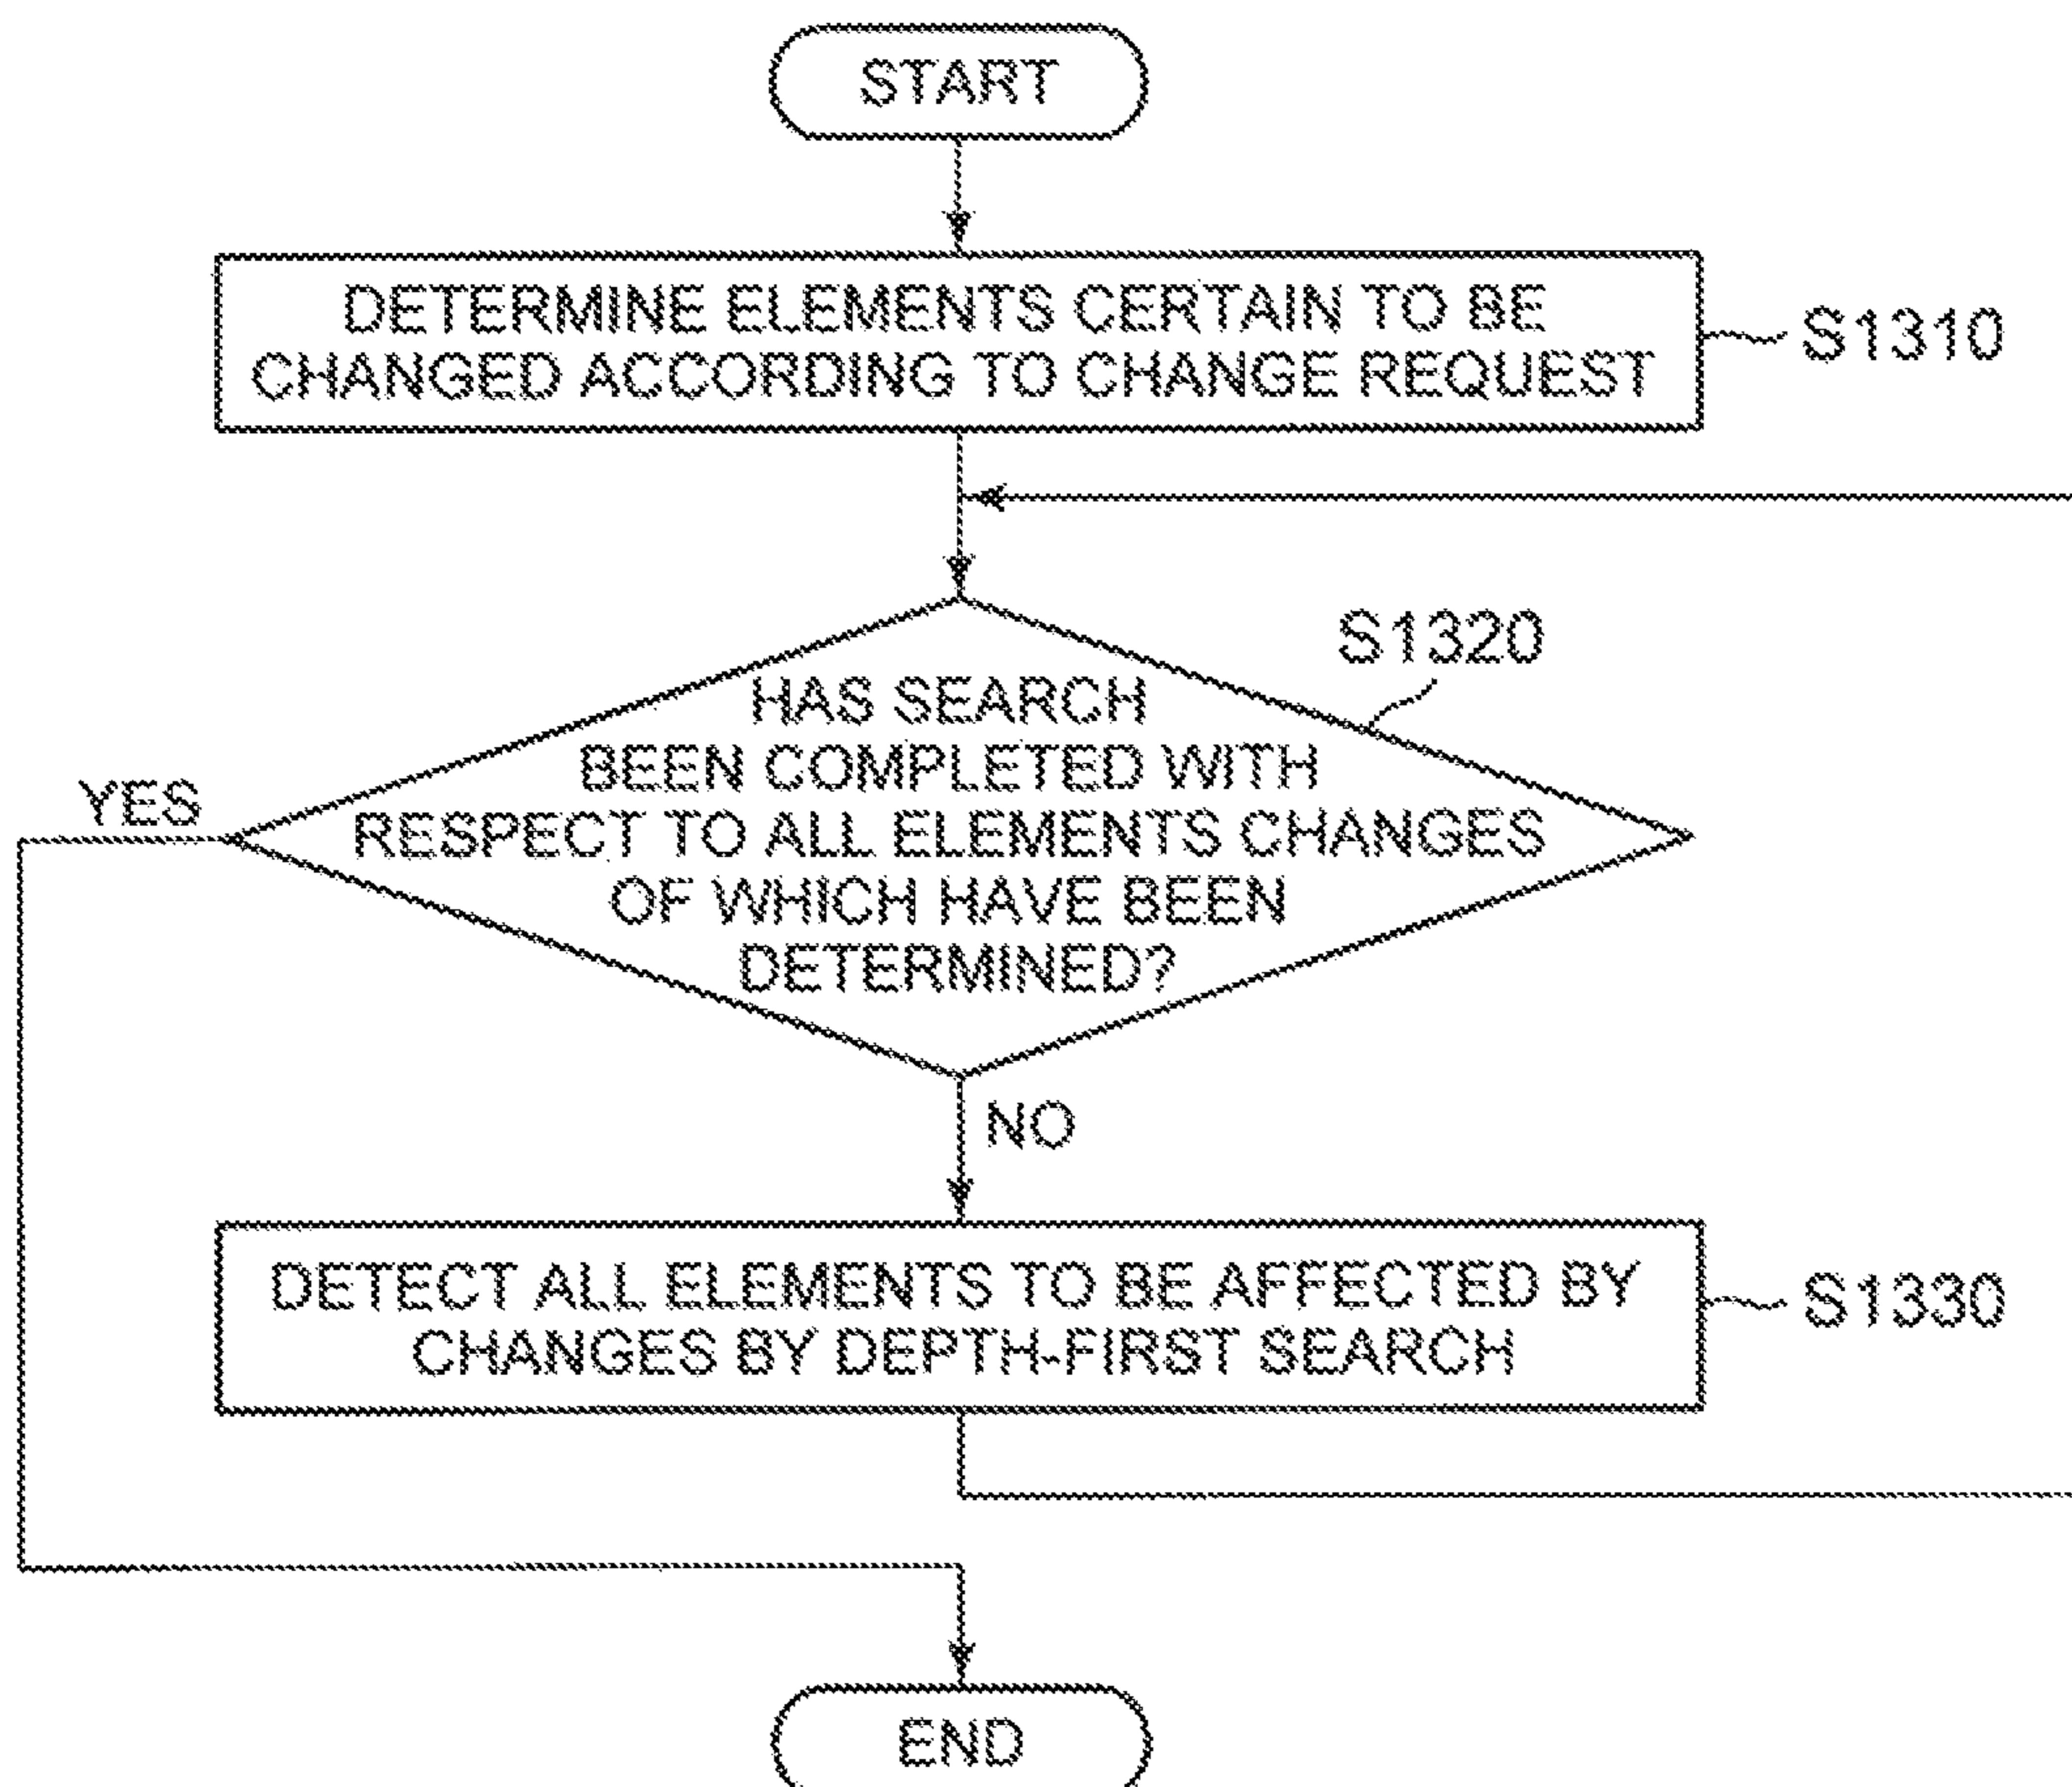 START
DETERMINE ELEMENTS CERTAIN TO BE
CHANGED ACCORDING TO CHANGE REQUEST
S1310
S1320
HAS SEARCH
BEEN COMPLETED WITH
RESPECT TO ALL ELEMENTS CHANGES
OF WHICH HAVE BEEN
DETERMINED?
YES
NO
DETECT ALL ELEMENTS TO BE AFFECTED BY
CHANGES BY DEPTH-FIRST SEARCH
S1330
END